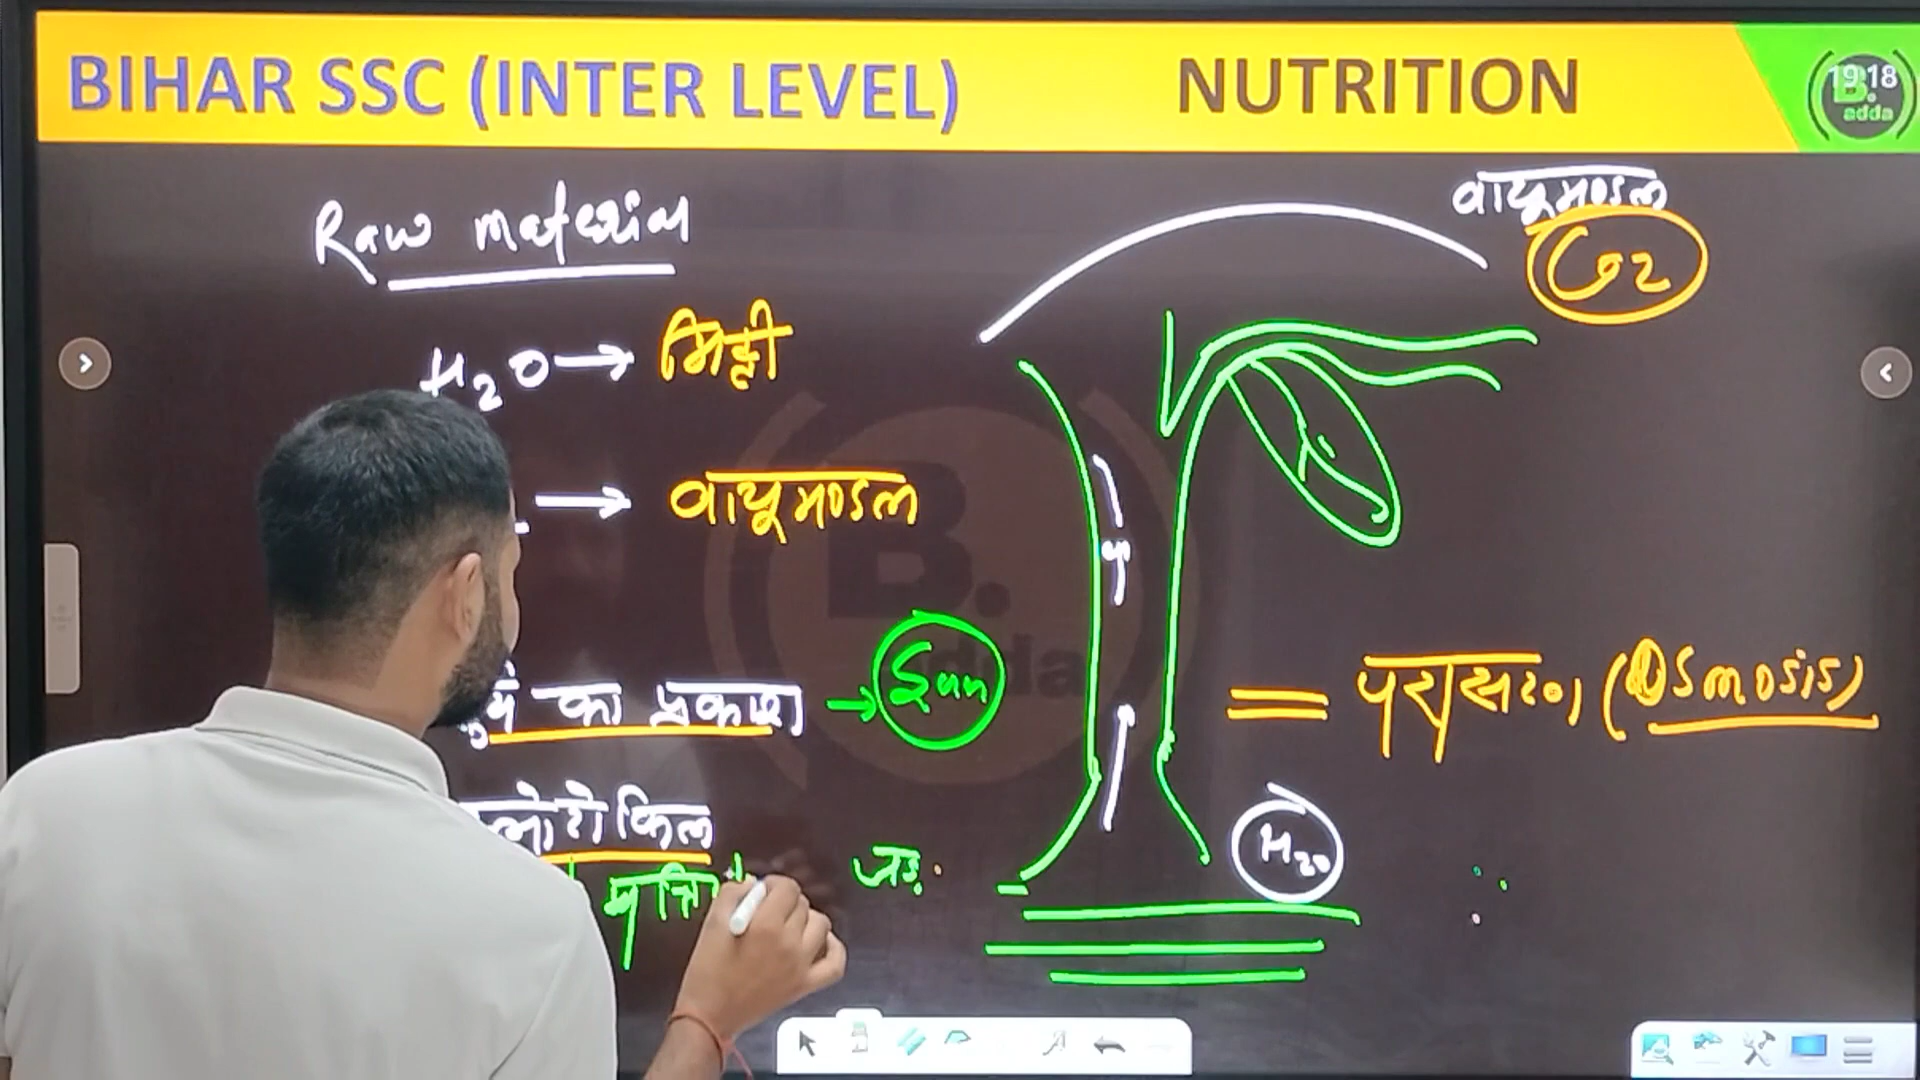 BIHAR SSC (INTER LEVEL) NUTRITION
19:18
B.
adda
Raw material
वायुमण्डल
CO2
H2O → मिट्टी
→ वायुमण्डल
का प्रकाश → Sun
= परासरण (Osmosis)
H2O
जड़